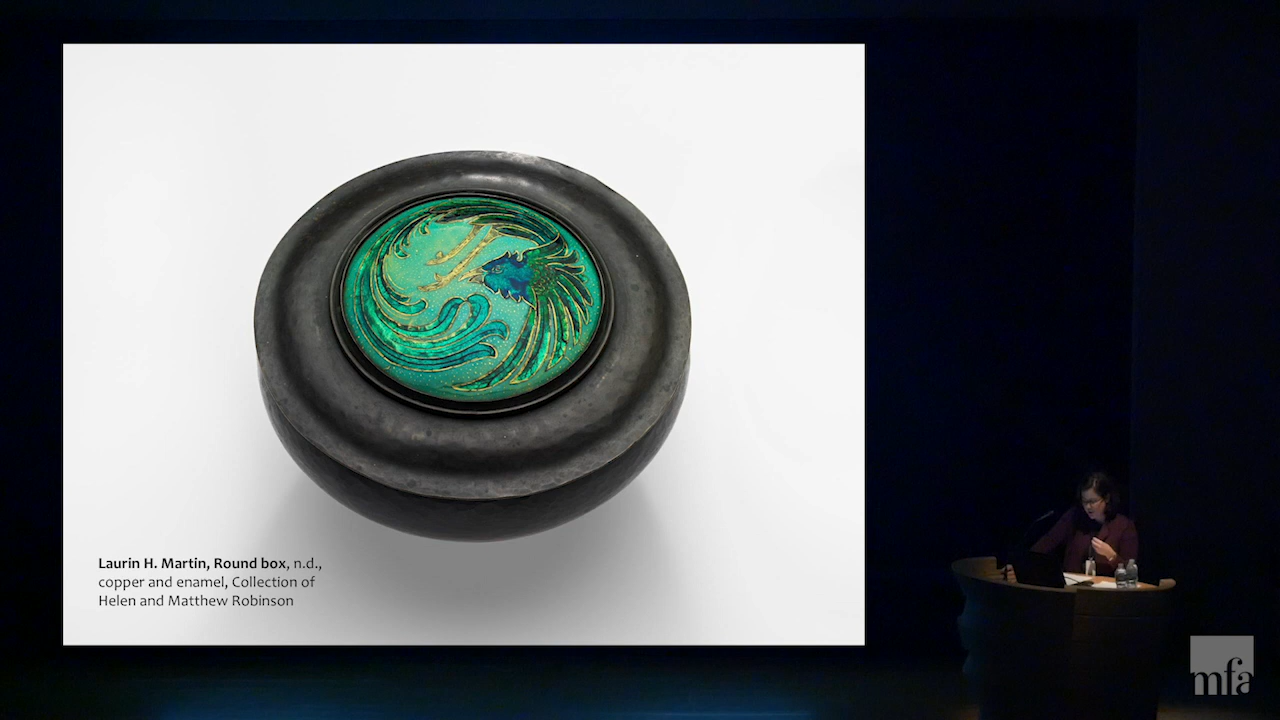 Laurin H. Martin, Round box, n.d.,
copper and enamel, Collection of
Helen and Matthew Robinson
mfa